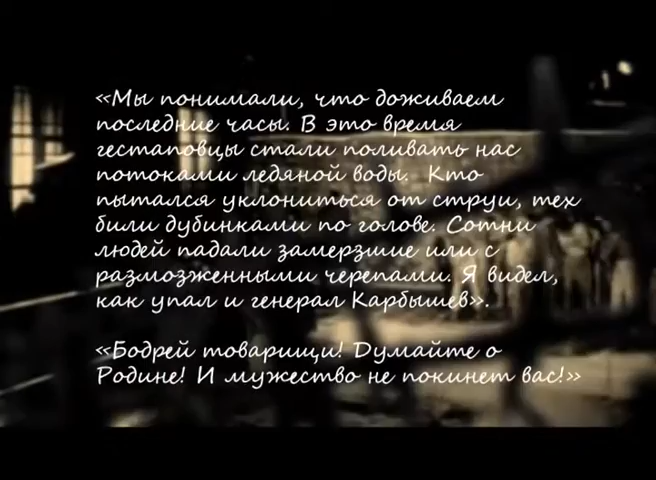 «Мы понимали, что доживаем
последние часы. В это время
гестаповцы стали поливать нас
потоками ледяной воды. Кто
пытался уклониться от струи, тех
били дубинками по голове. Сотни
людей падали замерзшие или с
размозженными черепами. Я видел,
как упал и генерал Карбышев».
«Бодрей товарищи! Думайте о
Родине! И мужество не покинет вас!»